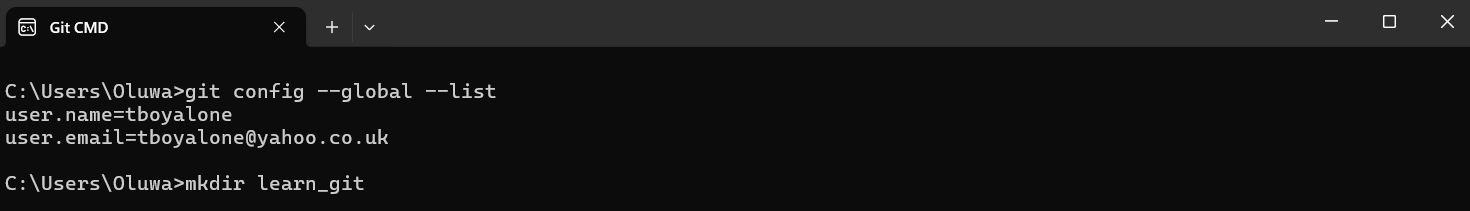 Git CMD
C:\Users\Oluwa>git config --global --list
user.name=tboyalone
user.email=tboyalone@yahoo.co.uk
C:\Users\Oluwa>mkdir learn_git